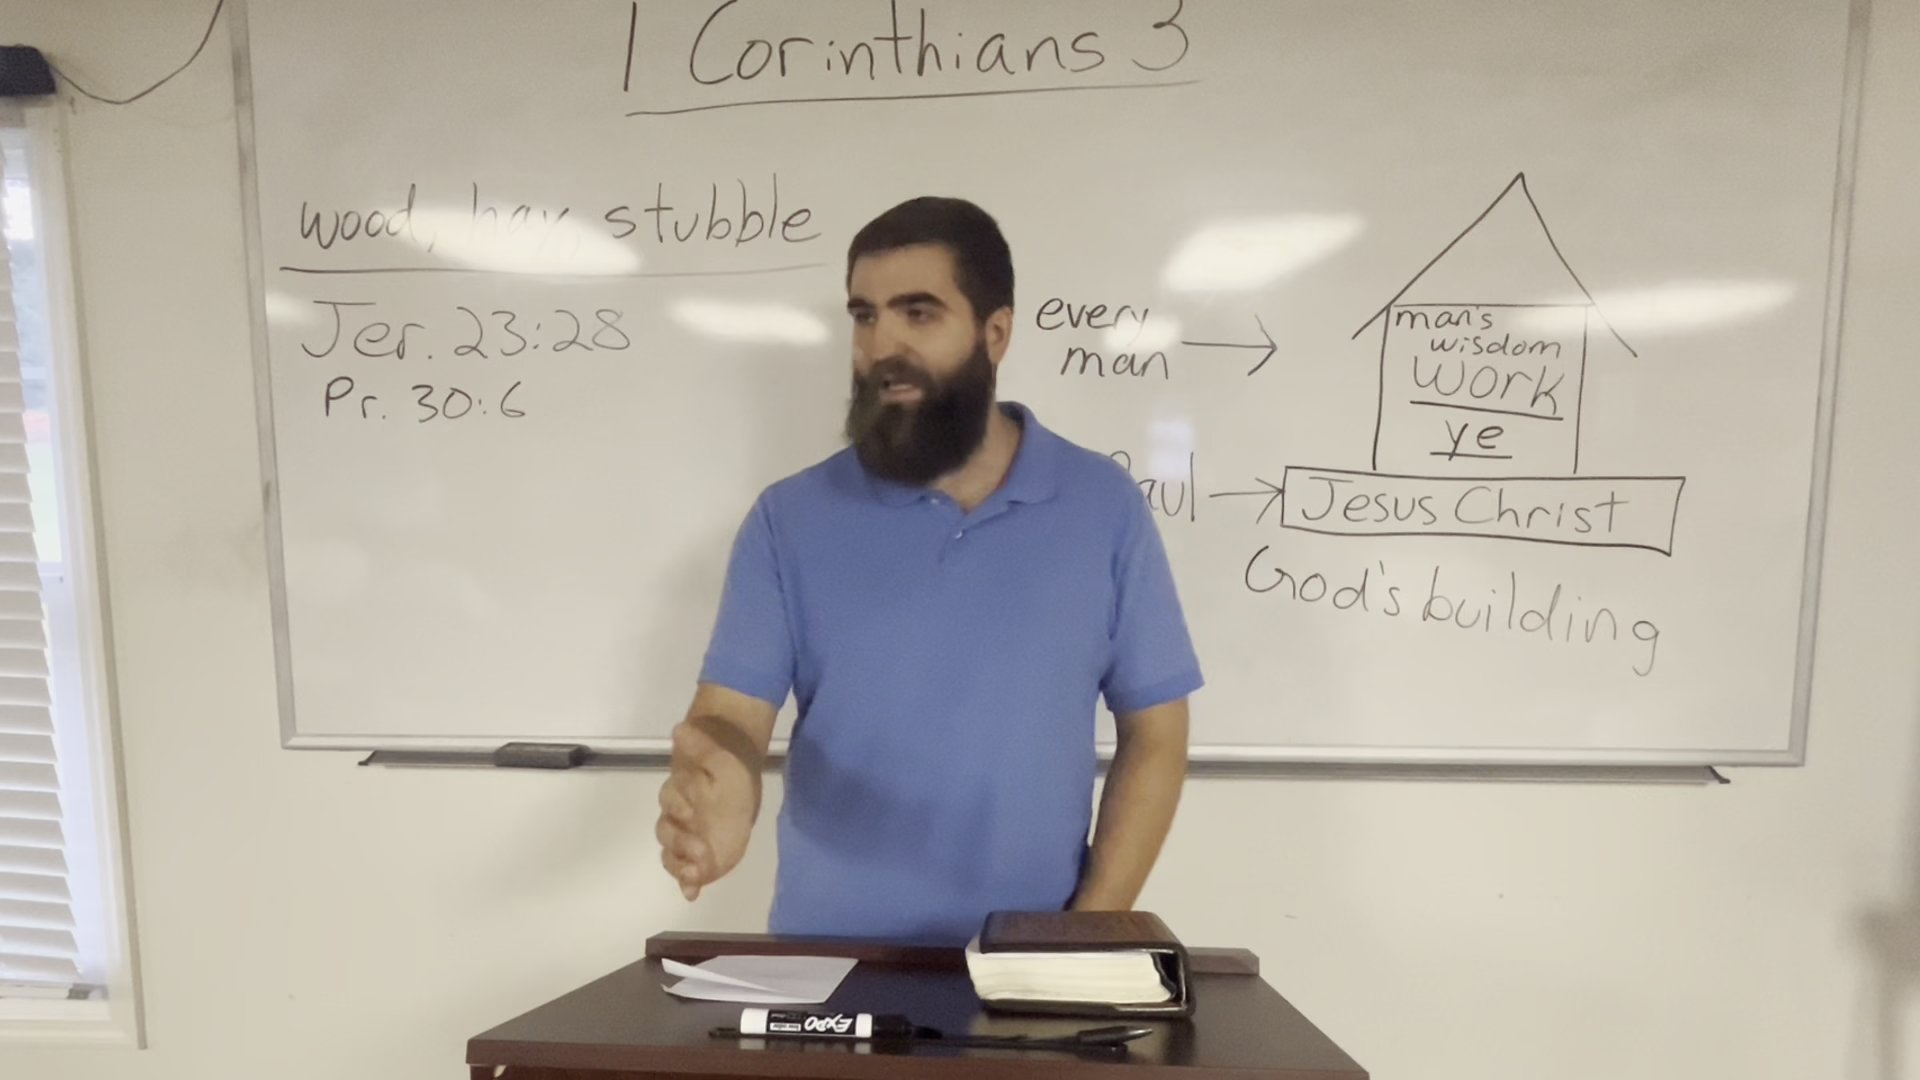 1 Corinthians 3
wood, hay, stubble
Jer. 23:28
Pr. 30:6
every
man
man's
wisdom
work
ye
Jesus Christ
God's building
EXPO